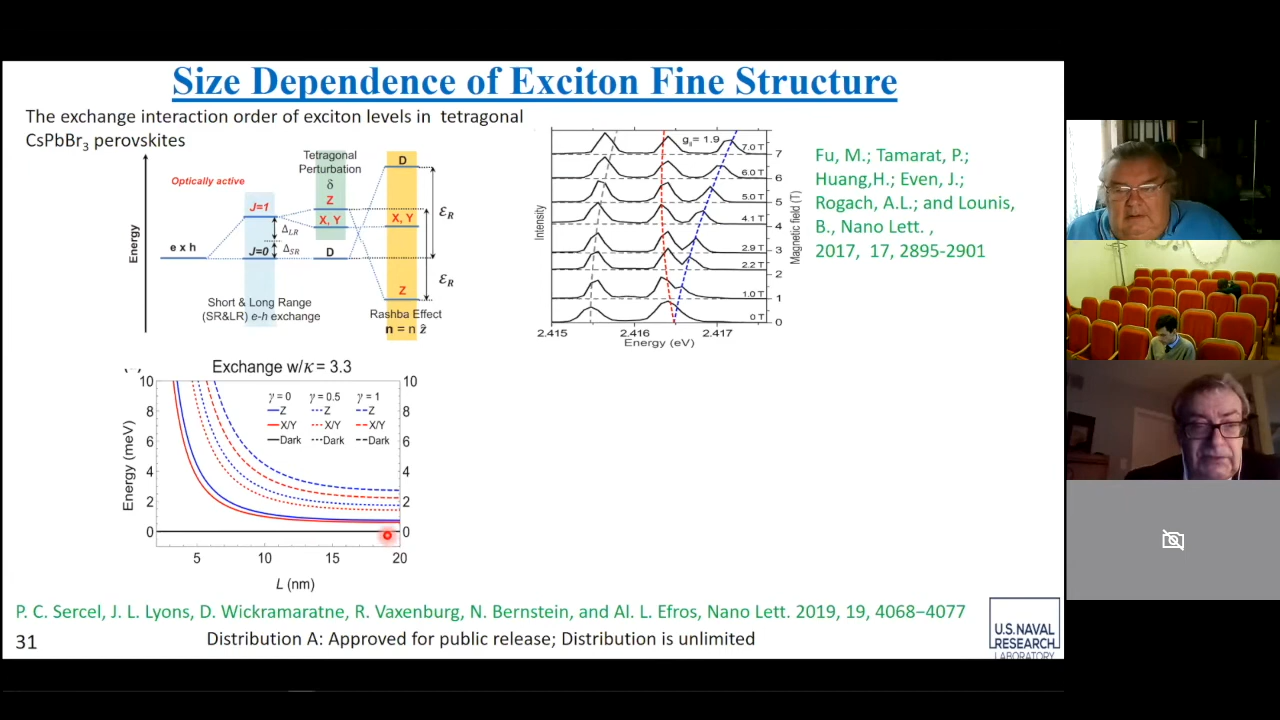 Size Dependence of Exciton Fine Structure
The exchange interaction order of exciton levels in tetragonal
CsPbBr3 perovskites
Energy
Optically active
e x h
J=1
J=0
ΔLR
ΔSR
Short & Long Range
(SR&LR) e-h exchange
Tetragonal
Perturbation
δ
Z
X, Y
D
D
X, Y
Z
Rashba Effect
n = n ẑ
ℰR
ℰR
Intensity
g||= 1.9
7.0 T
6.0 T
5.0 T
4.1 T
2.9 T
2.2 T
1.0 T
0 T
7
6
5
4
3
2
1
0
Magnetic field (T)
2.415 2.416 2.417
Energy (eV)
Fu, M.; Tamarat, P.;
Huang,H.; Even, J.;
Rogach, A.L.; and Lounis,
B., Nano Lett. ,
2017, 17, 2895-2901
Exchange w/κ = 3.3
Energy (meV)
10 10
8 8
6 6
4 4
2 2
0 0
γ = 0 γ = 0.5 γ = 1
Z Z Z
X/Y X/Y X/Y
Dark Dark Dark
5 10 15 20
L (nm)
P. C. Sercel, J. L. Lyons, D. Wickramaratne, R. Vaxenburg, N. Bernstein, and Al. L. Efros, Nano Lett. 2019, 19, 4068−4077
31
Distribution A: Approved for public release; Distribution is unlimited
U.S. NAVAL
RESEARCH
LABORATORY